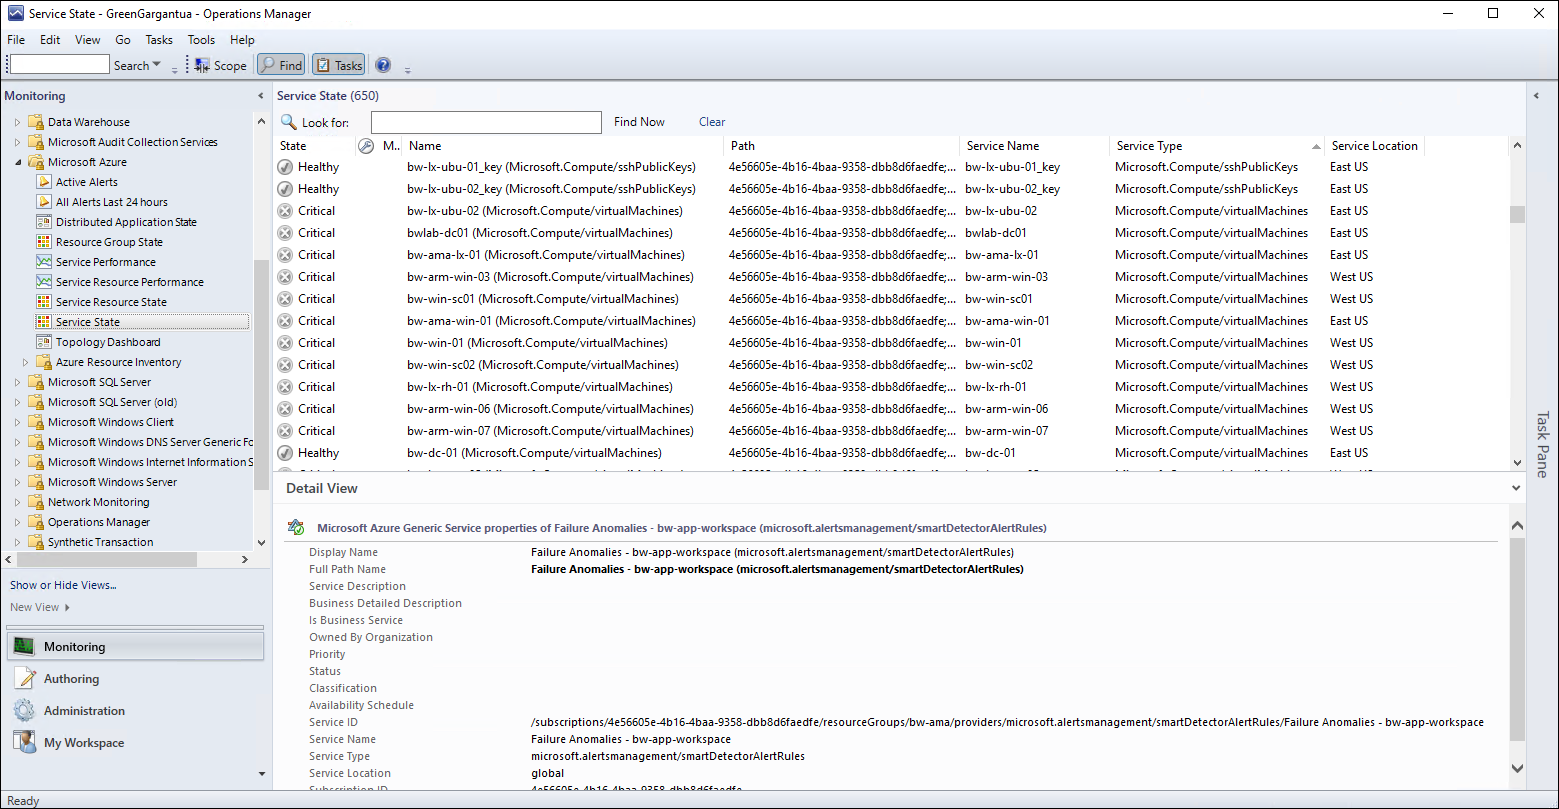 Service State - GreenGargantua - Operations Manager
File Edit View Go Tasks Tools Help
Search Scope Find Tasks
Monitoring
Data Warehouse
Microsoft Audit Collection Services
Microsoft Azure
Active Alerts
All Alerts Last 24 hours
Distributed Application State
Resource Group State
Service Performance
Service Resource Performance
Service Resource State
Service State
Topology Dashboard
Azure Resource Inventory
Microsoft SQL Server
Microsoft SQL Server (old)
Microsoft Windows Client
Microsoft Windows DNS Server Generic Fo
Microsoft Windows Internet Information S
Microsoft Windows Server
Network Monitoring
Operations Manager
Synthetic Transaction
Show or Hide Views...
New View
Monitoring
Authoring
Administration
My Workspace
Service State (650)
Look for: Find Now Clear
State M.. Name Path Service Name Service Type Service Location
Healthy bw-lx-ubu-01_key (Microsoft.Compute/sshPublicKeys) 4e56605e-4b16-4baa-9358-dbb8d6faedfe;... bw-lx-ubu-01_key Microsoft.Compute/sshPublicKeys East US
Healthy bw-lx-ubu-02_key (Microsoft.Compute/sshPublicKeys) 4e56605e-4b16-4baa-9358-dbb8d6faedfe;... bw-lx-ubu-02_key Microsoft.Compute/sshPublicKeys East US
Critical bw-lx-ubu-02 (Microsoft.Compute/virtualMachines) 4e56605e-4b16-4baa-9358-dbb8d6faedfe;... bw-lx-ubu-02 Microsoft.Compute/virtualMachines East US
Critical bwlab-dc01 (Microsoft.Compute/virtualMachines) 4e56605e-4b16-4baa-9358-dbb8d6faedfe;... bwlab-dc01 Microsoft.Compute/virtualMachines East US
Critical bw-ama-lx-01 (Microsoft.Compute/virtualMachines) 4e56605e-4b16-4baa-9358-dbb8d6faedfe;... bw-ama-lx-01 Microsoft.Compute/virtualMachines East US
Critical bw-arm-win-03 (Microsoft.Compute/virtualMachines) 4e56605e-4b16-4baa-9358-dbb8d6faedfe;... bw-arm-win-03 Microsoft.Compute/virtualMachines West US
Critical bw-win-sc01 (Microsoft.Compute/virtualMachines) 4e56605e-4b16-4baa-9358-dbb8d6faedfe;... bw-win-sc01 Microsoft.Compute/virtualMachines West US
Critical bw-ama-win-01 (Microsoft.Compute/virtualMachines) 4e56605e-4b16-4baa-9358-dbb8d6faedfe;... bw-ama-win-01 Microsoft.Compute/virtualMachines East US
Critical bw-win-01 (Microsoft.Compute/virtualMachines) 4e56605e-4b16-4baa-9358-dbb8d6faedfe;... bw-win-01 Microsoft.Compute/virtualMachines West US
Critical bw-win-sc02 (Microsoft.Compute/virtualMachines) 4e56605e-4b16-4baa-9358-dbb8d6faedfe;... bw-win-sc02 Microsoft.Compute/virtualMachines West US
Critical bw-lx-rh-01 (Microsoft.Compute/virtualMachines) 4e56605e-4b16-4baa-9358-dbb8d6faedfe;... bw-lx-rh-01 Microsoft.Compute/virtualMachines West US
Critical bw-arm-win-06 (Microsoft.Compute/virtualMachines) 4e56605e-4b16-4baa-9358-dbb8d6faedfe;... bw-arm-win-06 Microsoft.Compute/virtualMachines West US
Critical bw-arm-win-07 (Microsoft.Compute/virtualMachines) 4e56605e-4b16-4baa-9358-dbb8d6faedfe;... bw-arm-win-07 Microsoft.Compute/virtualMachines West US
Healthy bw-dc-01 (Microsoft.Compute/virtualMachines) 4e56605e-4b16-4baa-9358-dbb8d6faedfe;... bw-dc-01 Microsoft.Compute/virtualMachines West US
Task Pane
Detail View
Microsoft Azure Generic Service properties of Failure Anomalies - bw-app-workspace (microsoft.alertsmanagement/smartDetectorAlertRules)
Display Name Failure Anomalies - bw-app-workspace (microsoft.alertsmanagement/smartDetectorAlertRules)
Full Path Name Failure Anomalies - bw-app-workspace (microsoft.alertsmanagement/smartDetectorAlertRules)
Service Description
Business Detailed Description
Is Business Service
Owned By Organization
Priority
Status
Classification
Availability Schedule
Service ID /subscriptions/4e56605e-4b16-4baa-9358-dbb8d6faedfe/resourceGroups/bw-ama/providers/microsoft.alertsmanagement/smartDetectorAlertRules/Failure Anomalies - bw-app-workspace
Service Name Failure Anomalies - bw-app-workspace
Service Type microsoft.alertsmanagement/smartDetectorAlertRules
Service Location global
Subscription ID 4e56605e-4b16-4baa-9358-dbb8d6faedfe
Ready